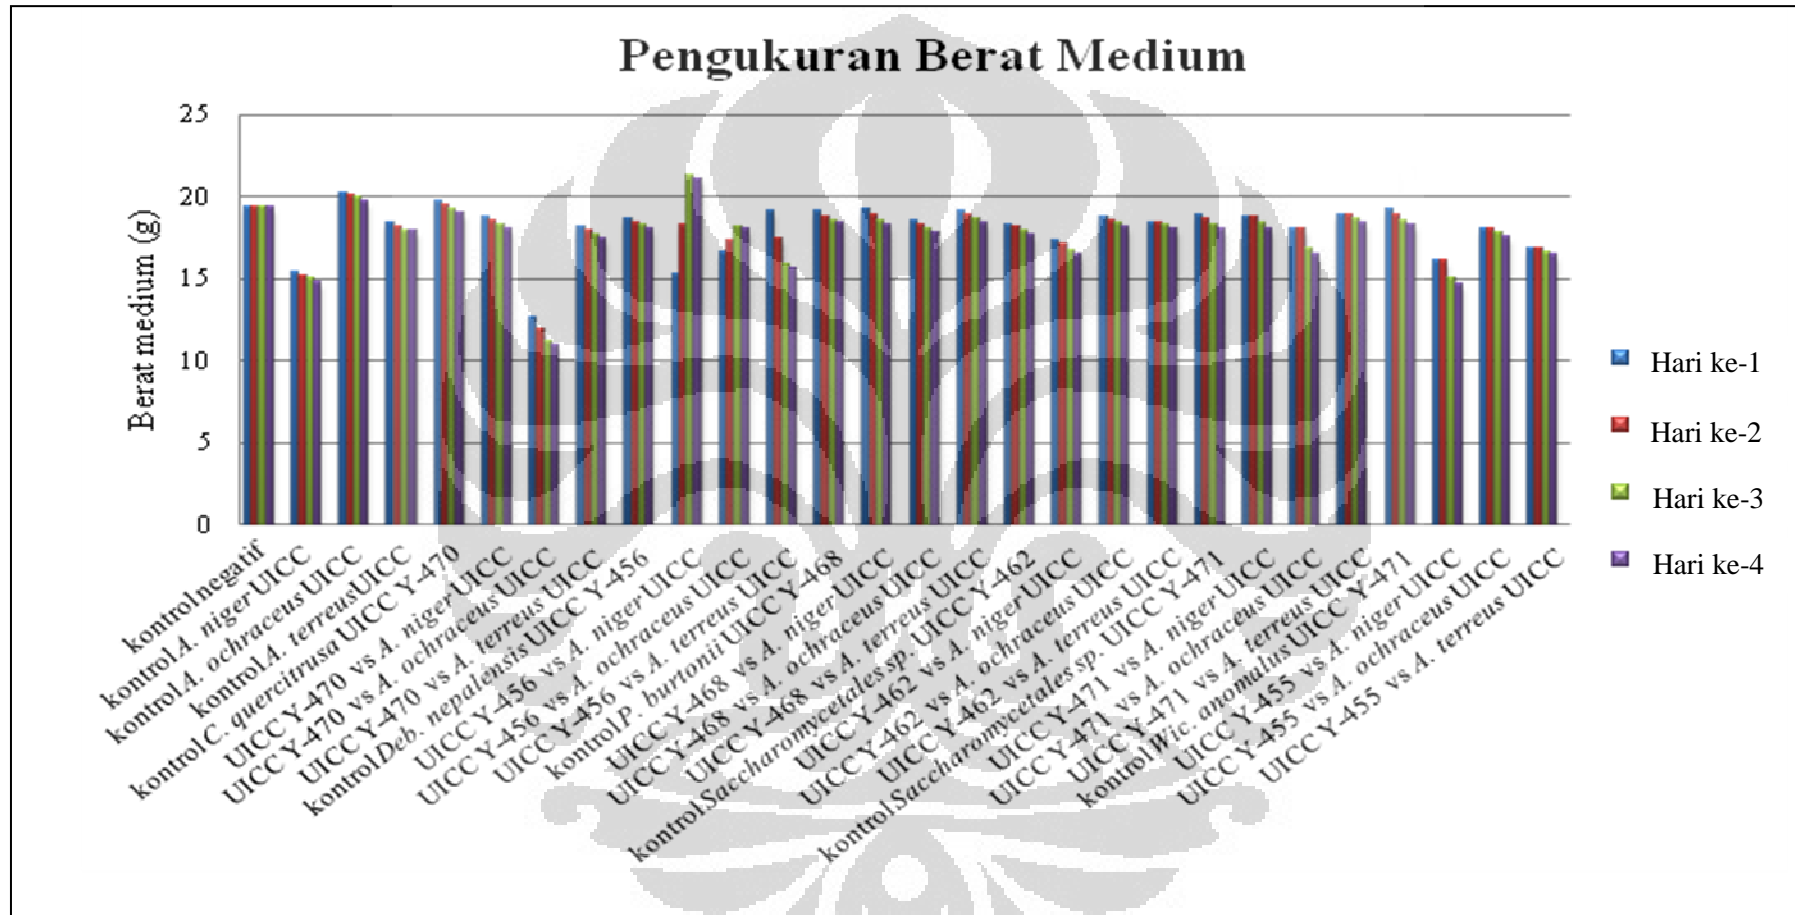 Pengukuran Berat Medium
Berat medium (g)
25
20
15
10
5
0
kontrol negatif
kontrol A. niger UICC
kontrol A. ochraceus UICC
kontrol A. terreus UICC
kontrol C. quercitrusa UICC Y-470
UICC Y-470 vs A. niger UICC
UICC Y-470 vs A. ochraceus UICC
UICC Y-470 vs A. terreus UICC
kontrol Deb. nepalensis UICC Y-456
UICC Y-456 vs A. niger UICC
UICC Y-456 vs A. ochraceus UICC
UICC Y-456 vs A. terreus UICC
kontrol P. burtonii UICC Y-468
UICC Y-468 vs A. niger UICC
UICC Y-468 vs A. ochraceus UICC
UICC Y-468 vs A. terreus UICC
kontrol Saccharomycetales sp. UICC Y-462
UICC Y-462 vs A. niger UICC
UICC Y-462 vs A. ochraceus UICC
UICC Y-462 vs A. terreus UICC
kontrol Saccharomycetales sp. UICC Y-471
UICC Y-471 vs A. niger UICC
UICC Y-471 vs A. ochraceus UICC
UICC Y-471 vs A. terreus UICC
kontrol Wic. anomalus UICC Y-471
UICC Y-455 vs A. niger UICC
UICC Y-455 vs A. ochraceus UICC
UICC Y-455 vs A. terreus UICC
Hari ke-1
Hari ke-2
Hari ke-3
Hari ke-4